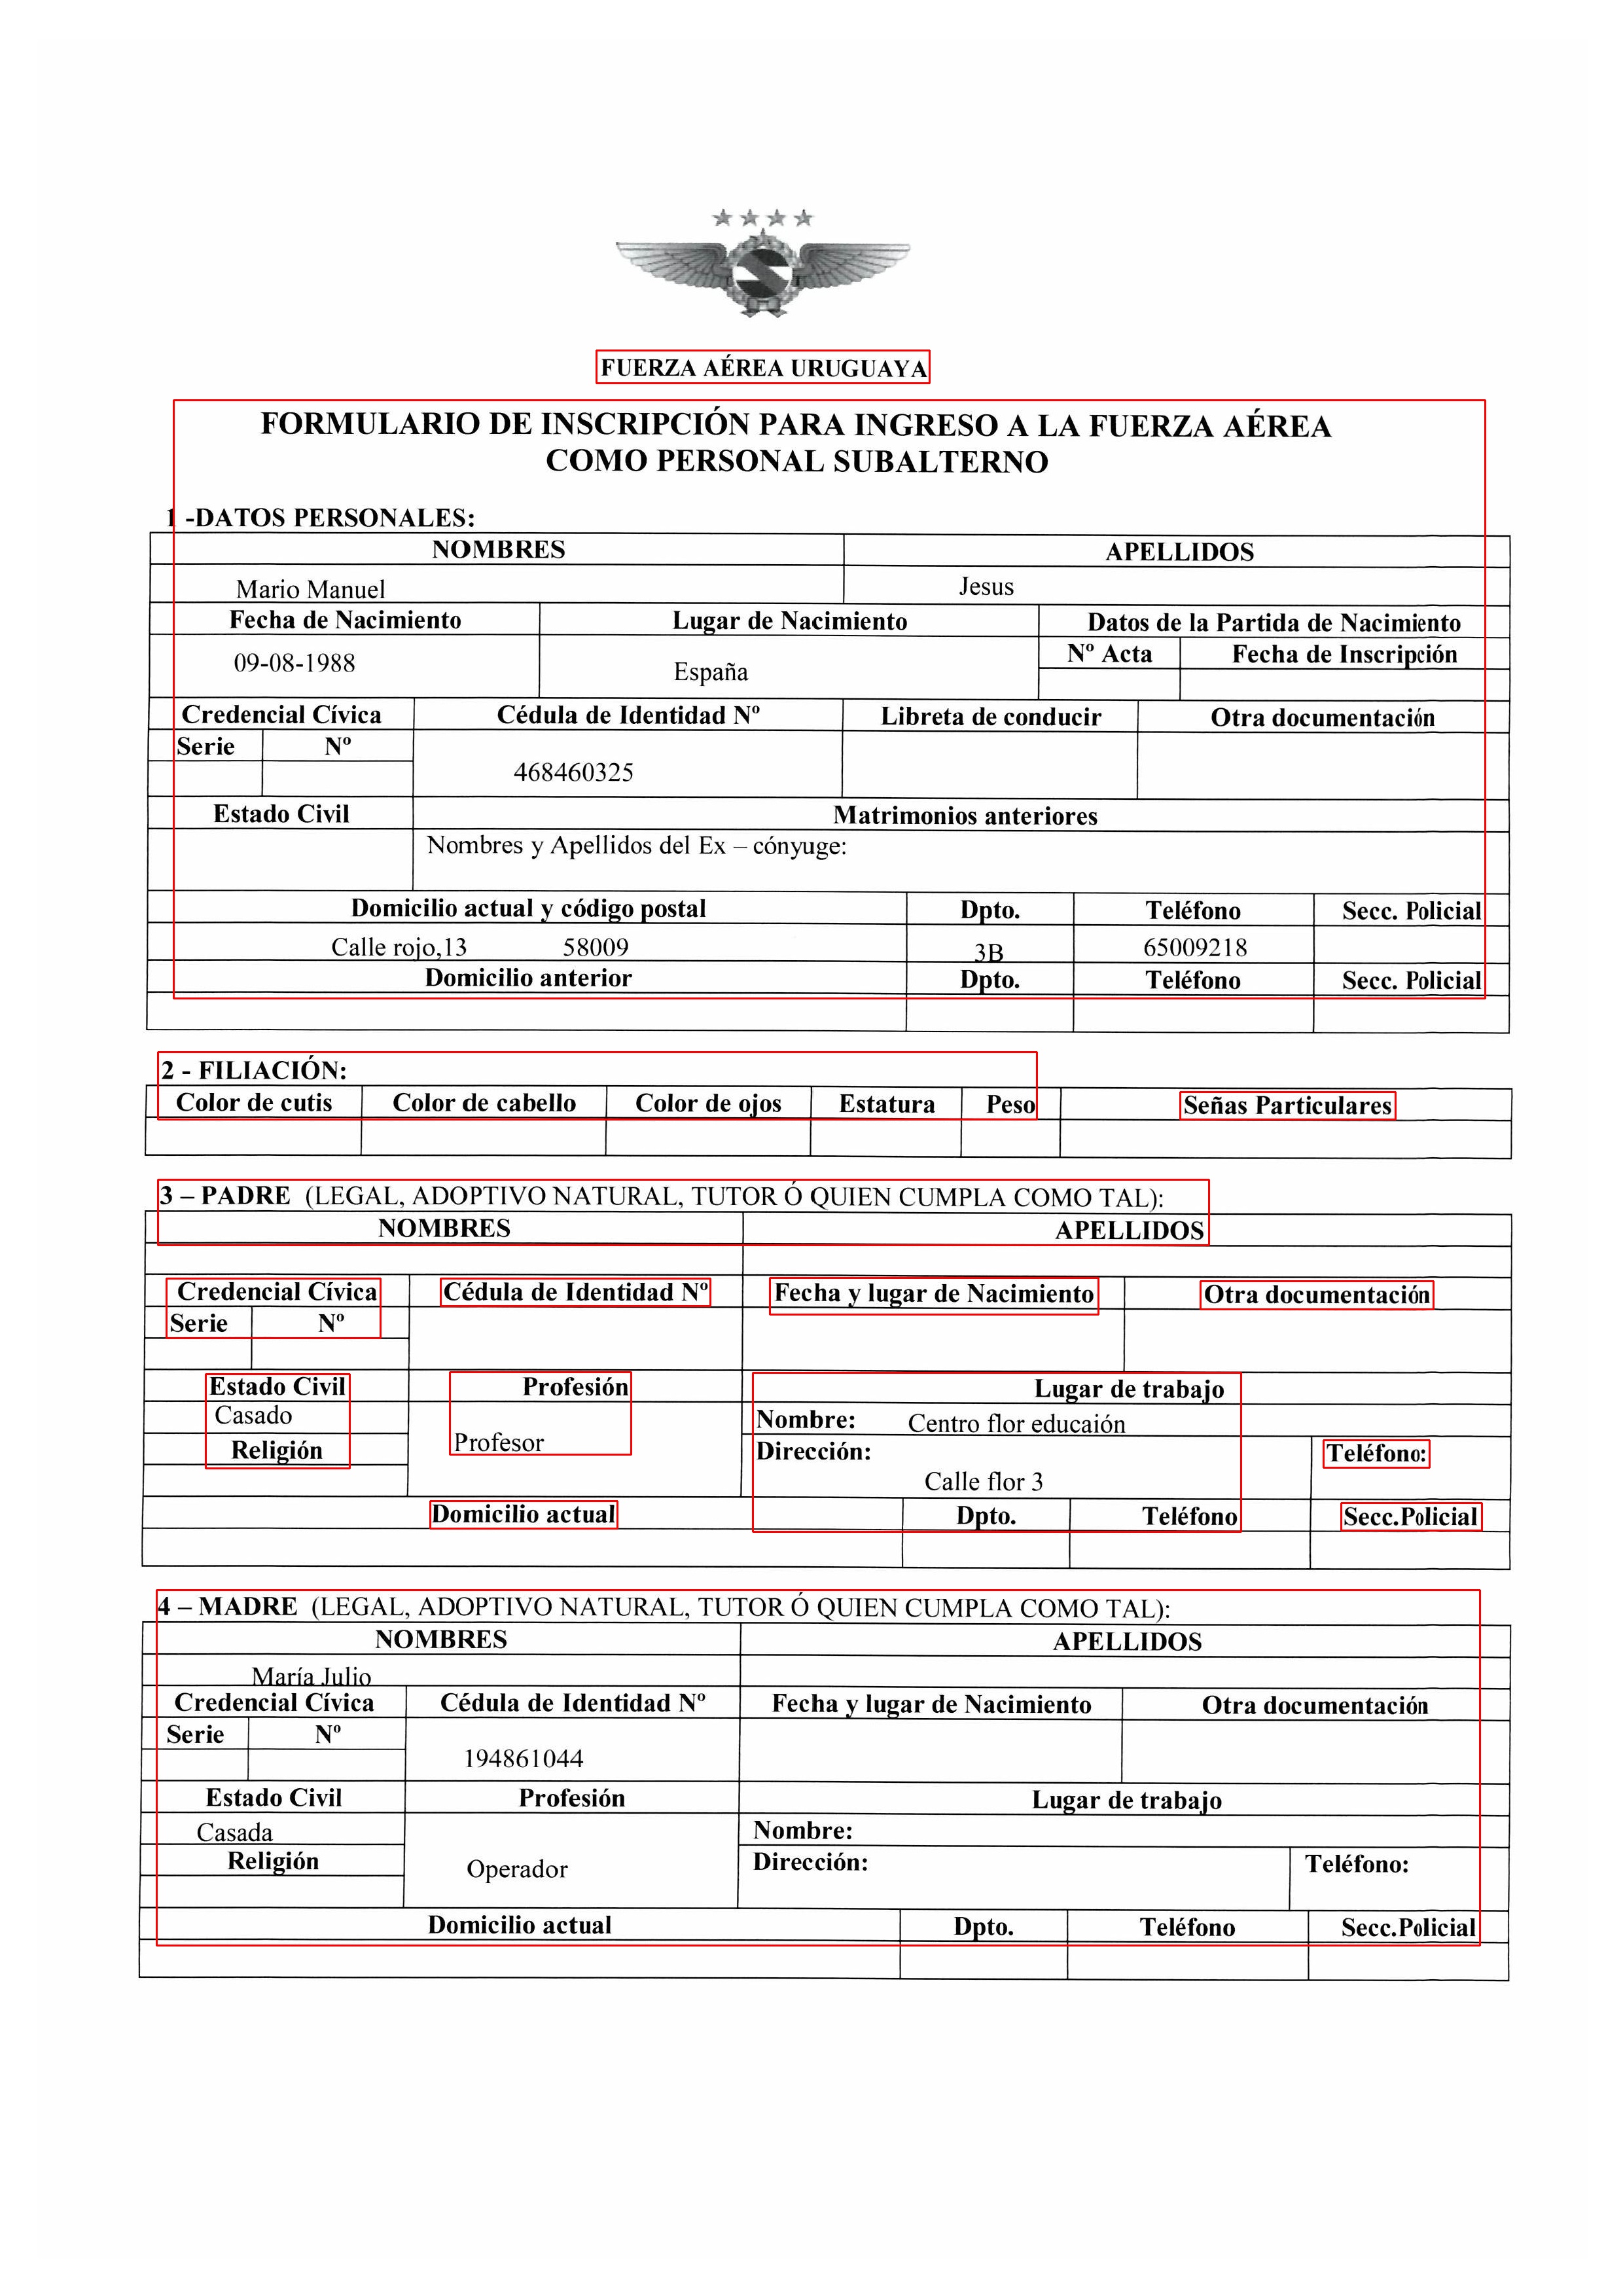 FUERZA AÉREA URUGUAYA
FORMULARIO DE INSCRIPCIÓN PARA INGRESO A LA FUERZA AÉREA
COMO PERSONAL SUBALTERNO
1 -DATOS PERSONALES:
NOMBRES APELLIDOS
Mario Manuel Jesus
Fecha de Nacimiento Lugar de Nacimiento Datos de la Partida de Nacimiento
09-08-1988 España Nº Acta Fecha de Inscripción
Credencial Cívica Cédula de Identidad Nº Libreta de conducir Otra documentación
Serie Nº
468460325
Estado Civil Matrimonios anteriores
Nombres y Apellidos del Ex – cónyuge:
Domicilio actual y código postal Dpto. Teléfono Secc. Policial
Calle rojo,13 58009 3B 65009218
Domicilio anterior Dpto. Teléfono Secc. Policial
2 - FILIACIÓN:
Color de cutis Color de cabello Color de ojos Estatura Peso Señas Particulares
3 – PADRE (LEGAL, ADOPTIVO NATURAL, TUTOR Ó QUIEN CUMPLA COMO TAL):
NOMBRES APELLIDOS
Credencial Cívica Cédula de Identidad Nº Fecha y lugar de Nacimiento Otra documentación
Serie Nº
Estado Civil Profesión Lugar de trabajo
Casado Nombre: Centro flor educaión
Religión Profesor Dirección: Teléfono:
Calle flor 3
Domicilio actual Dpto. Teléfono Secc.Policial
4 – MADRE (LEGAL, ADOPTIVO NATURAL, TUTOR Ó QUIEN CUMPLA COMO TAL):
NOMBRES APELLIDOS
María Julio
Credencial Cívica Cédula de Identidad Nº Fecha y lugar de Nacimiento Otra documentación
Serie Nº
194861044
Estado Civil Profesión Lugar de trabajo
Casada Nombre:
Religión Operador Dirección: Teléfono:
Domicilio actual Dpto. Teléfono Secc.Policial